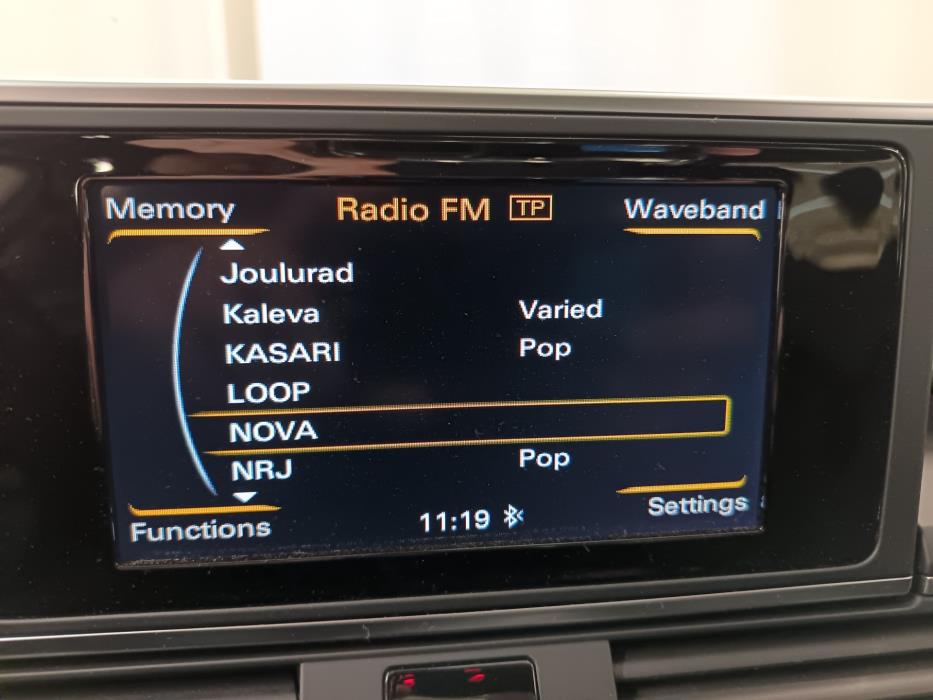 Memory Radio FM TP Waveband
Joulurad
Kaleva Varied
KASARI Pop
LOOP
NOVA
NRJ Pop
Functions 11:19 Settings